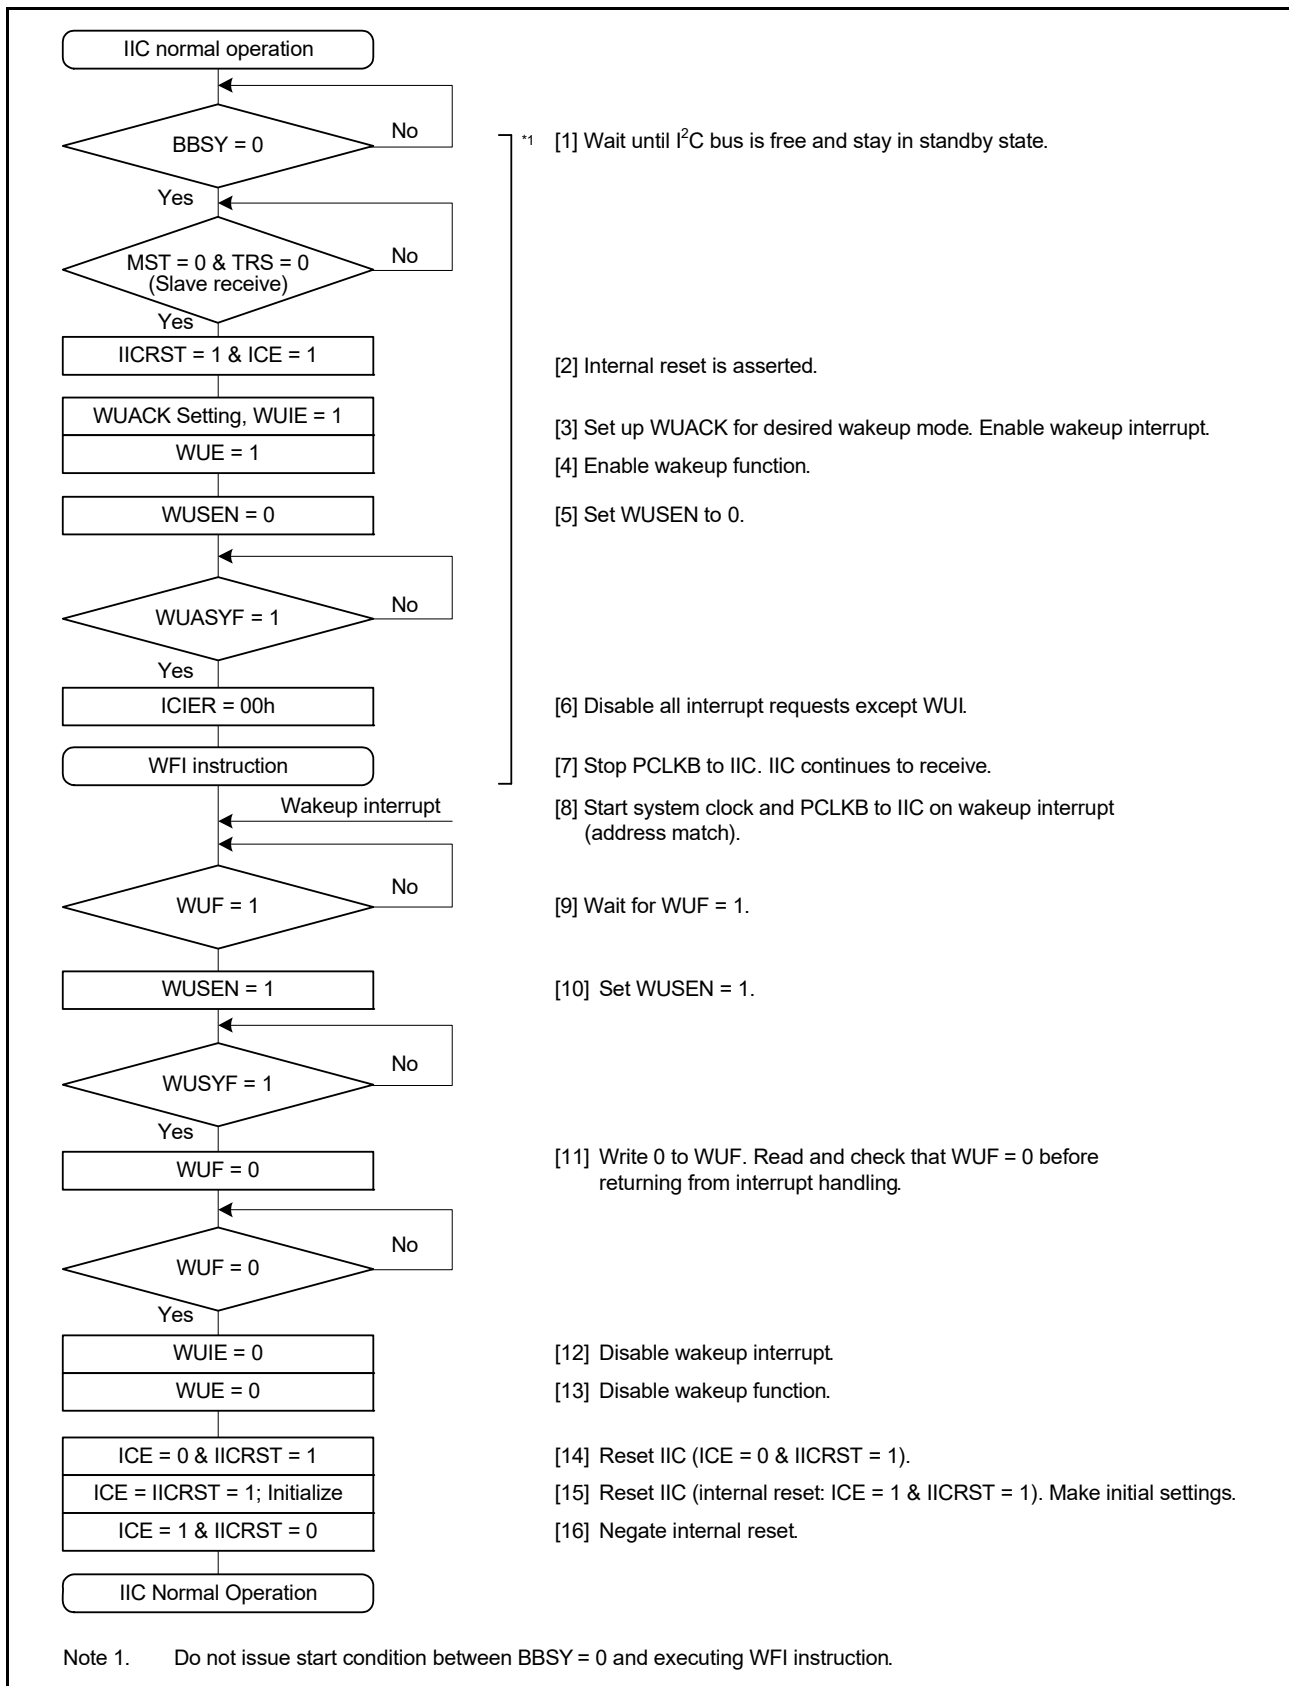 IIC normal operation
BBSY = 0
No
*1
[1] Wait until I²C bus is free and stay in standby state.
Yes
MST = 0 & TRS = 0
(Slave receive)
No
Yes
IICRST = 1 & ICE = 1
[2] Internal reset is asserted.
WUACK Setting, WUIE = 1
[3] Set up WUACK for desired wakeup mode. Enable wakeup interrupt.
WUE = 1
[4] Enable wakeup function.
WUSEN = 0
[5] Set WUSEN to 0.
WUASYF = 1
No
Yes
ICIER = 00h
[6] Disable all interrupt requests except WUI.
WFI instruction
[7] Stop PCLKB to IIC. IIC continues to receive.
Wakeup interrupt
[8] Start system clock and PCLKB to IIC on wakeup interrupt
(address match).
WUF = 1
No
[9] Wait for WUF = 1.
WUSEN = 1
[10] Set WUSEN = 1.
WUSYF = 1
No
Yes
WUF = 0
[11] Write 0 to WUF. Read and check that WUF = 0 before
returning from interrupt handling.
WUF = 0
No
Yes
WUIE = 0
[12] Disable wakeup interrupt.
WUE = 0
[13] Disable wakeup function.
ICE = 0 & IICRST = 1
[14] Reset IIC (ICE = 0 & IICRST = 1).
ICE = IICRST = 1; Initialize
[15] Reset IIC (internal reset: ICE = 1 & IICRST = 1). Make initial settings.
ICE = 1 & IICRST = 0
[16] Negate internal reset.
IIC Normal Operation
Note 1. Do not issue start condition between BBSY = 0 and executing WFI instruction.